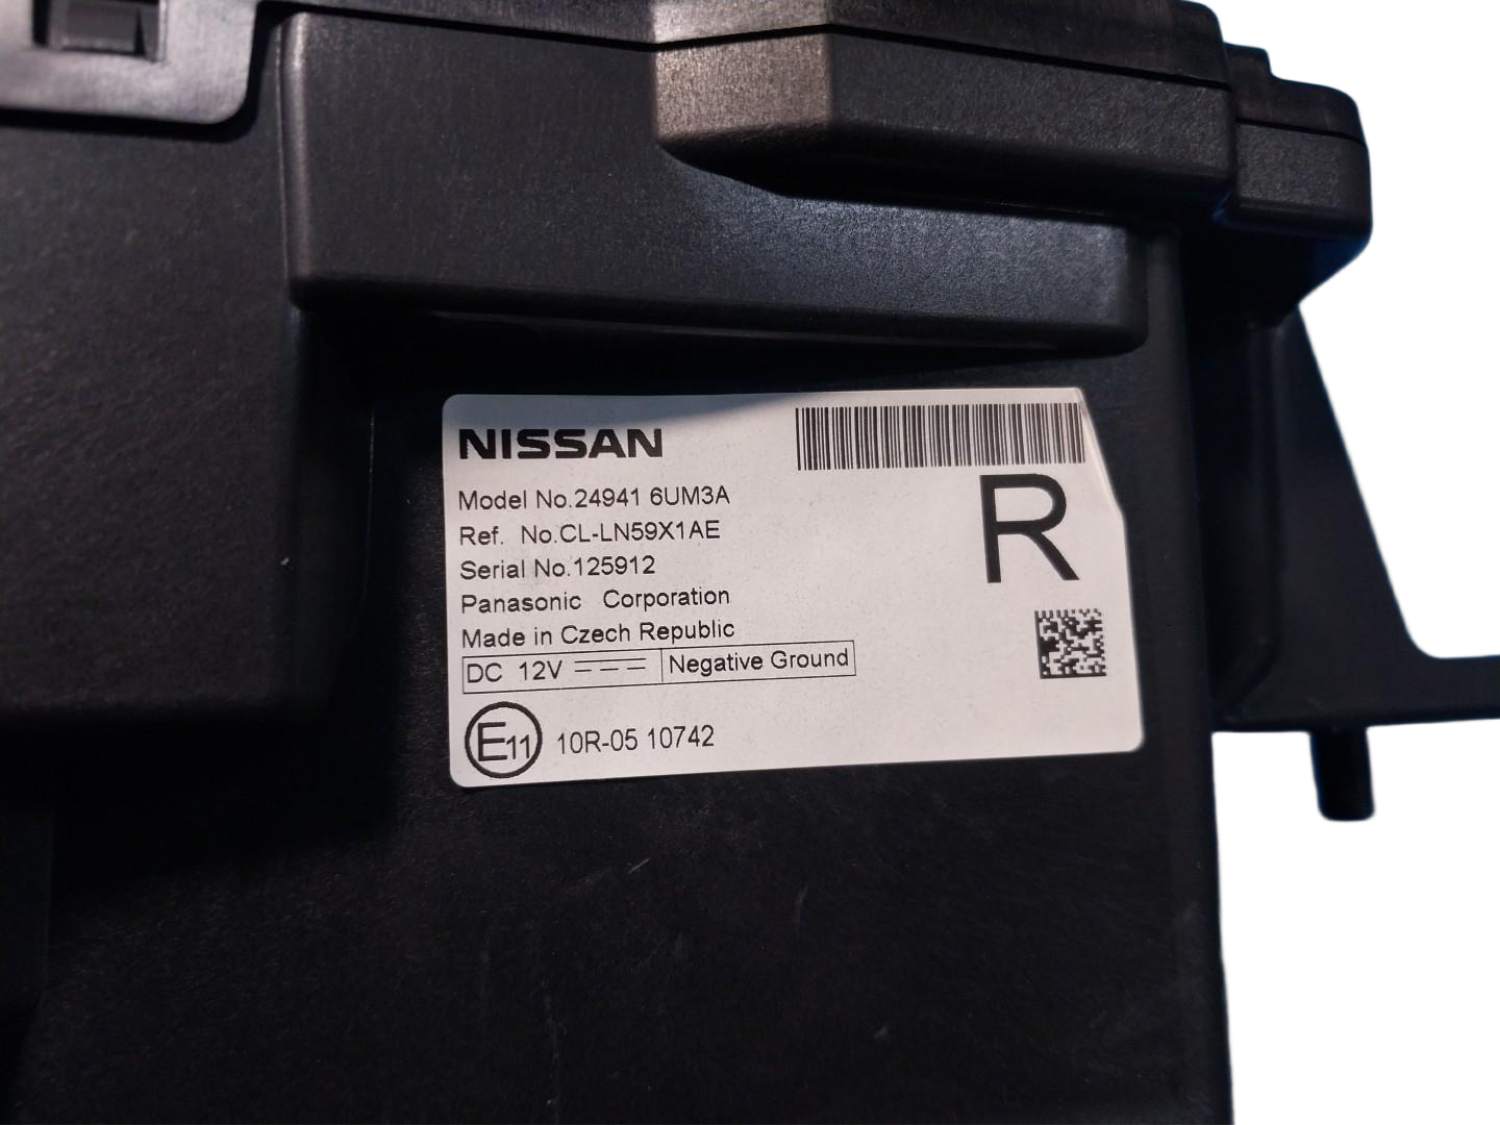 NISSAN
R
Model No.24941 6UM3A
Ref. No.CL-LN59X1AE
Serial No.125912
Panasonic Corporation
Made in Czech Republic
DC 12V Negative Ground
E11 10R-05 10742